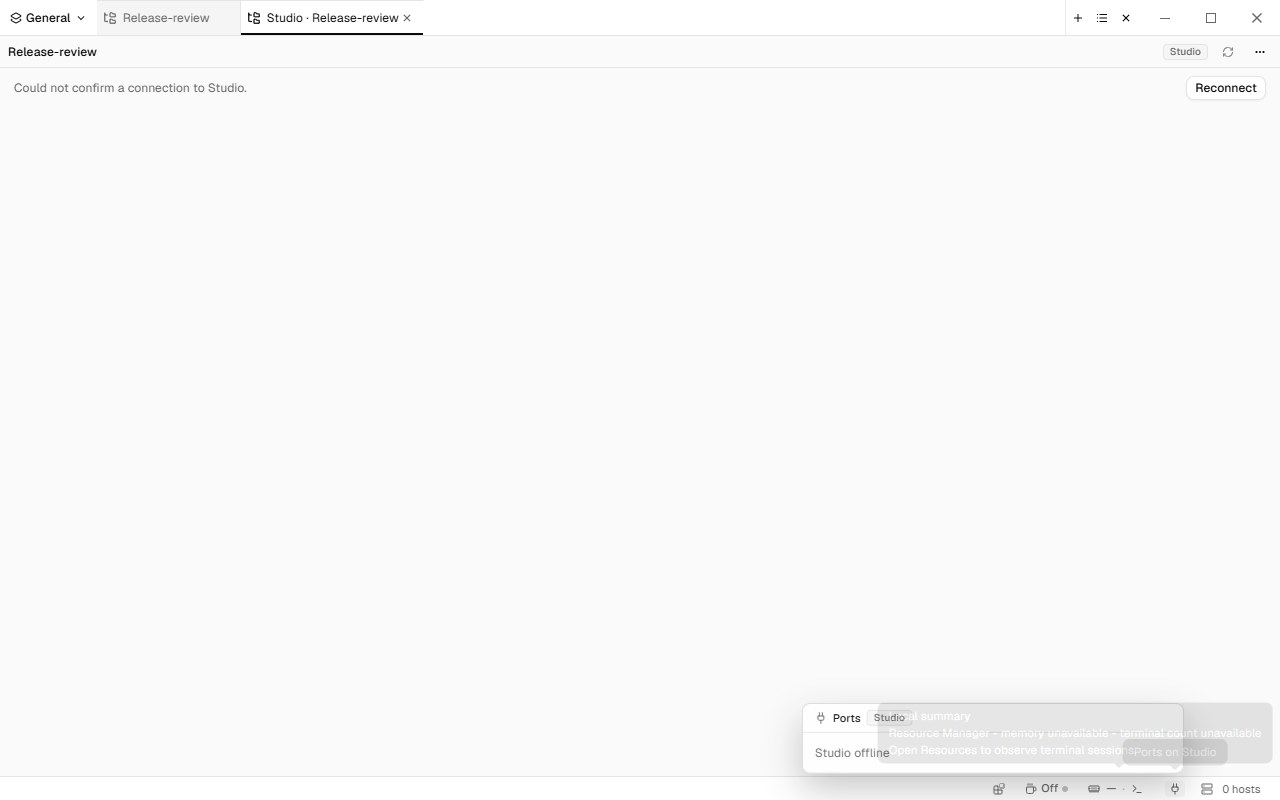 General
Release-review
Studio · Release-review
Release-review
Studio
Could not confirm a connection to Studio.
Reconnect
Ports
Studio
summary
Resource Manager - memory unavailable - terminal count unavailable
Studio offline
Open Resources to observe terminal sessions
Ports on Studio
Off
0 hosts